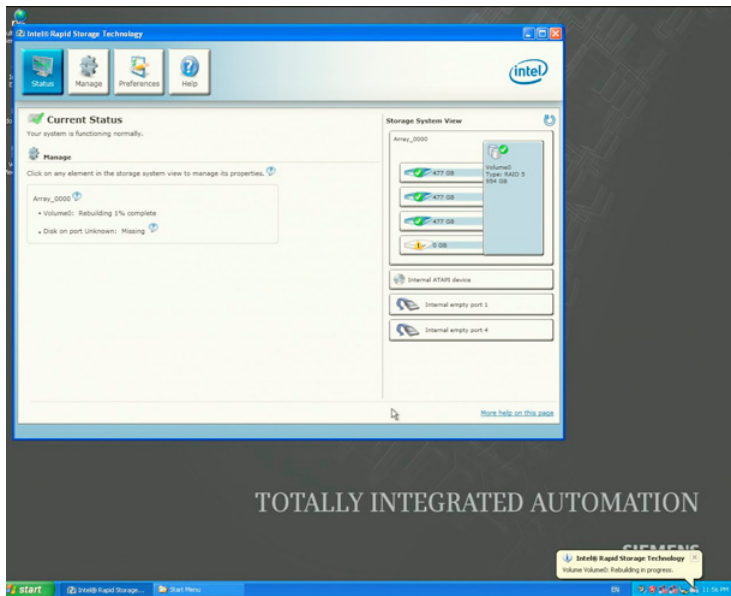 Intel® Rapid Storage Technology
Status
Manage
Preferences
Help
intel
Current Status
Your system is functioning normally.
Manage
Click on any element in the storage system view to manage its properties.
Array_0000
• Volume0: Rebuilding 1% complete
• Disk on port Unknown: Missing
Storage System View
Array_0000
477 GB
477 GB
477 GB
0 GB
Volume0
Type: RAID 5
954 GB
Internal ATAPI device
Internal empty port 1
Internal empty port 4
More help on this page
TOTALLY INTEGRATED AUTOMATION
SIEMENS
Intel® Rapid Storage Technology
Volume Volume0: Rebuilding in progress.
start
Intel® Rapid Storage...
Start Menu
EN
11:56 PM